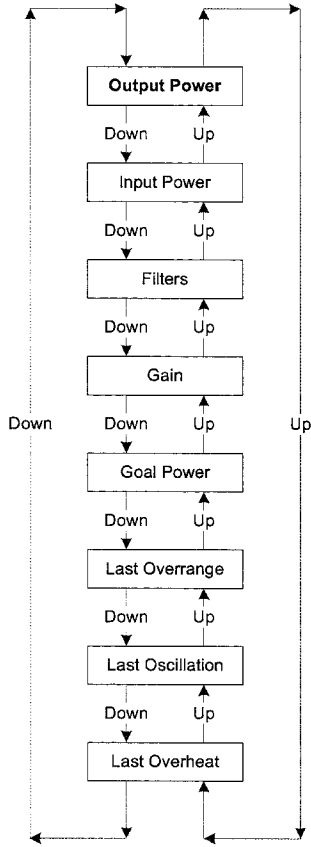 Output Power
Down Up
Input Power
Down Up
Filters
Down Up
Gain
Down Down Up Up
Goal Power
Down Up
Last Overrange
Down Up
Last Oscillation
Down Up
Last Overheat